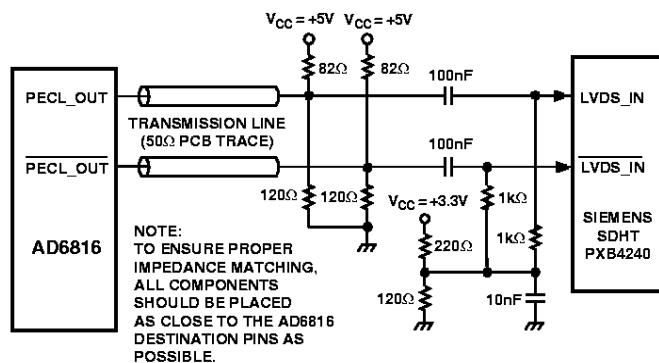 VCC = +5V VCC = +5V
82Ω 82Ω
100nF
PECL_OUT LVDS_IN
TRANSMISSION LINE
(50Ω PCB TRACE)
100nF
PECL_OUT LVDS_IN
120Ω 120Ω VCC = +3.3V 1kΩ
AD6816
NOTE:
TO ENSURE PROPER
IMPEDANCE MATCHING,
ALL COMPONENTS
SHOULD BE PLACED
AS CLOSE TO THE AD6816
DESTINATION PINS AS
POSSIBLE.
220Ω 1kΩ
120Ω 10nF
SIEMENS
SDHT
PXB4240